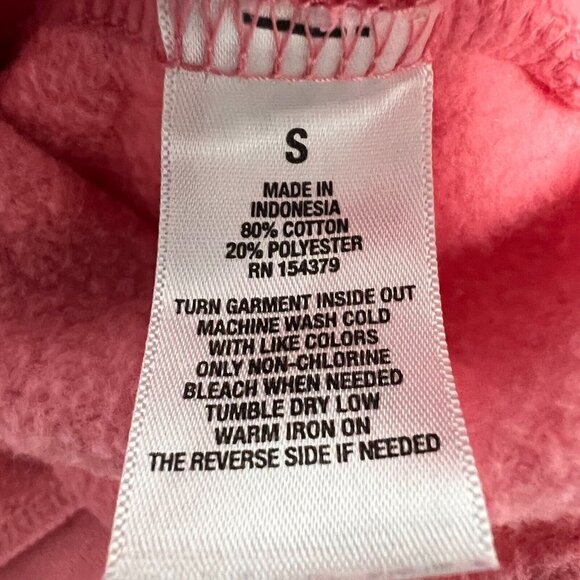 S
MADE IN
INDONESIA
80% COTTON
20% POLYESTER
RN 154379
TURN GARMENT INSIDE OUT
MACHINE WASH COLD
WITH LIKE COLORS
ONLY NON-CHLORINE
BLEACH WHEN NEEDED
TUMBLE DRY LOW
WARM IRON ON
THE REVERSE SIDE IF NEEDED